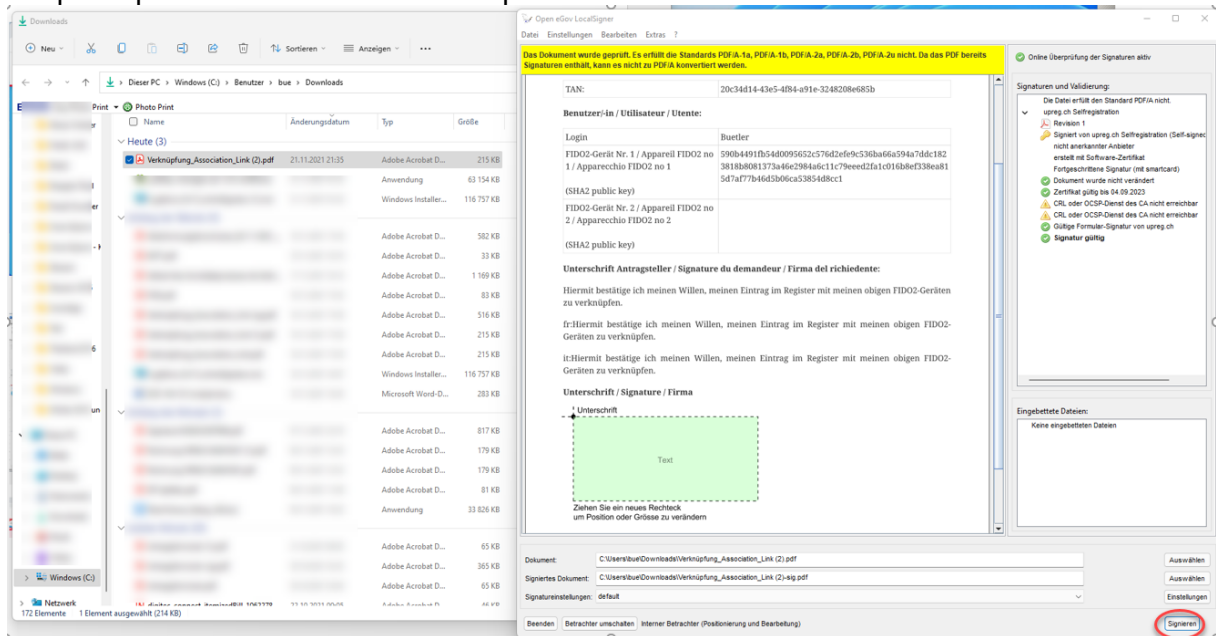 Downloads
Neu
Sortieren
Anzeigen
Dieser PC > Windows (C:) > Benutzer > bue > Downloads
Print
Photo Print
Name Änderungsdatum Typ Größe
Heute (3)
Verknüpfung_Association_Link (2).pdf 21.11.2021 21:35 Adobe Acrobat D... 215 KB
Anwendung 63 154 KB
Windows Installer... 116 757 KB
Adobe Acrobat D... 582 KB
Adobe Acrobat D... 33 KB
Adobe Acrobat D... 1 169 KB
Adobe Acrobat D... 83 KB
Adobe Acrobat D... 516 KB
Adobe Acrobat D... 215 KB
Adobe Acrobat D... 215 KB
Windows Installer... 116 757 KB
Microsoft Word-D... 283 KB
Adobe Acrobat D... 817 KB
Adobe Acrobat D... 179 KB
Adobe Acrobat D... 179 KB
Adobe Acrobat D... 81 KB
Anwendung 33 826 KB
Adobe Acrobat D... 65 KB
Adobe Acrobat D... 365 KB
Adobe Acrobat D... 65 KB
Windows (C:)
Netzwerk
172 Elemente 1 Element ausgewählt (214 KB)
Open eGov LocalSigner
Datei Einstellungen Bearbeiten Extras ?
Das Dokument wurde geprüft. Es erfüllt die Standards PDF/A-1a, PDF/A-1b, PDF/A-2a, PDF/A-2b, PDF/A-2u nicht. Da das PDF bereits
Signaturen enthält, kann es nicht zu PDF/A konvertiert werden.
TAN: 20c34d14-43e5-4f84-a91e-3248208e685b
Benutzer/-in / Utilisateur / Utente:
Login Buetler
FIDO2-Gerät Nr. 1 / Appareil FIDO2 no 590b4491fb54d0095652c576d2efe9c536ba66a594a7ddc182
1 / Apparecchio FIDO2 no 1 3818b8081373a46e2984a6c11c79eeed2fa1c016b8ef338ea81
5d7af77b46d5b06ca53854d8cc1
(SHA2 public key)
FIDO2-Gerät Nr. 2 / Appareil FIDO2 no
2 / Apparecchio FIDO2 no 2
(SHA2 public key)
Unterschrift Antragsteller / Signature du demandeur / Firma del richiedente:
Hiermit bestätige ich meinen Willen, meinen Eintrag im Register mit meinen obigen FIDO2-Geräten
zu verknüpfen.
fr:Hiermit bestätige ich meinen Willen, meinen Eintrag im Register mit meinen obigen FIDO2-
Geräten zu verknüpfen.
it:Hiermit bestätige ich meinen Willen, meinen Eintrag im Register mit meinen obigen FIDO2-
Geräten zu verknüpfen.
Unterschrift / Signature / Firma
Unterschrift
Text
Ziehen Sie ein neues Rechteck
um Position oder Grösse zu verändern
Online Überprüfung der Signaturen aktiv
Signaturen und Validierung:
Die Datei erfüllt den Standard PDF/A nicht.
upreg.ch Selfregistration
Revision 1
Signiert von upreg.ch Selfregistration (Self-signed
nicht anerkannter Anbieter
erstellt mit Software-Zertifikat
Fortgeschrittene Signatur (mit smartcard)
Dokument wurde nicht verändert
Zertifikat gültig bis 04.09.2023
CRL oder OCSP-Dienst des CA nicht erreichbar
CRL oder OCSP-Dienst des CA nicht erreichbar
Gültige Formular-Signatur von upreg.ch
Signatur gültig
Eingebettete Dateien:
Keine eingebetteten Dateien
Dokument: C:\Users\bue\Downloads\Verknüpfung_Association_Link (2).pdf Auswählen
Signiertes Dokument: C:\Users\bue\Downloads\Verknüpfung_Association_Link (2)-sig.pdf Auswählen
Signatureinstellungen: default Einstellungen
Beenden Betrachter umschalten Interner Betrachter (Positionierung und Bearbeitung) Signieren